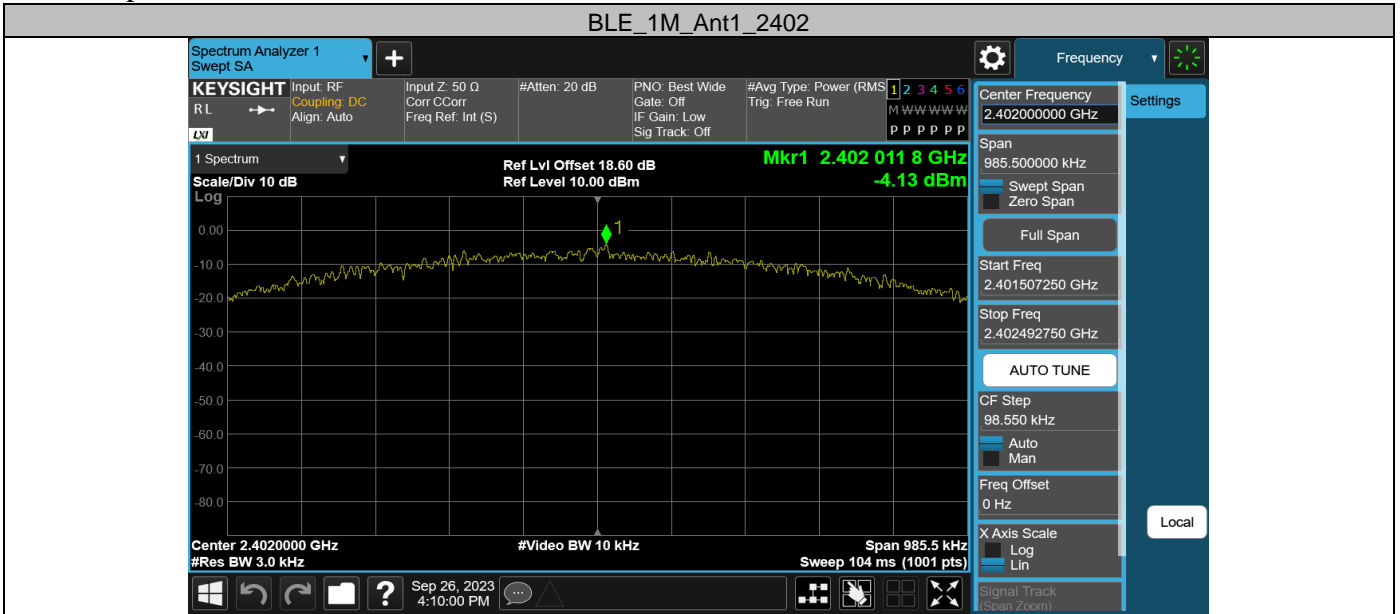 BLE_1M_Ant1_2402
Spectrum Analyzer 1
Swept SA
+
Frequency
KEYSIGHT
RL
LXI
Input: RF
Coupling: DC
Align: Auto
Input Z: 50 Ω
Corr CCorr
Freq Ref: Int (S)
#Atten: 20 dB
PNO: Best Wide
Gate: Off
IF Gain: Low
Sig Track: Off
#Avg Type: Power (RMS
Trig: Free Run
1 2 3 4 5 6
M W W W W W
P P P P P P
1 Spectrum
Scale/Div 10 dB
Log
Ref Lvl Offset 18.60 dB
Ref Level 10.00 dBm
Mkr1 2.402 011 8 GHz
-4.13 dBm
1
0.00
-10.0
-20.0
-30.0
-40.0
-50.0
-60.0
-70.0
-80.0
Center 2.4020000 GHz
#Res BW 3.0 kHz
#Video BW 10 kHz
Span 985.5 kHz
Sweep 104 ms (1001 pts)
Center Frequency
2.402000000 GHz
Settings
Span
985.500000 kHz
Swept Span
Zero Span
Full Span
Start Freq
2.401507250 GHz
Stop Freq
2.402492750 GHz
AUTO TUNE
CF Step
98.550 kHz
Auto
Man
Freq Offset
0 Hz
X Axis Scale
Log
Lin
Signal Track
(Span Zoom)
Local
?
Sep 26, 2023
4:10:00 PM